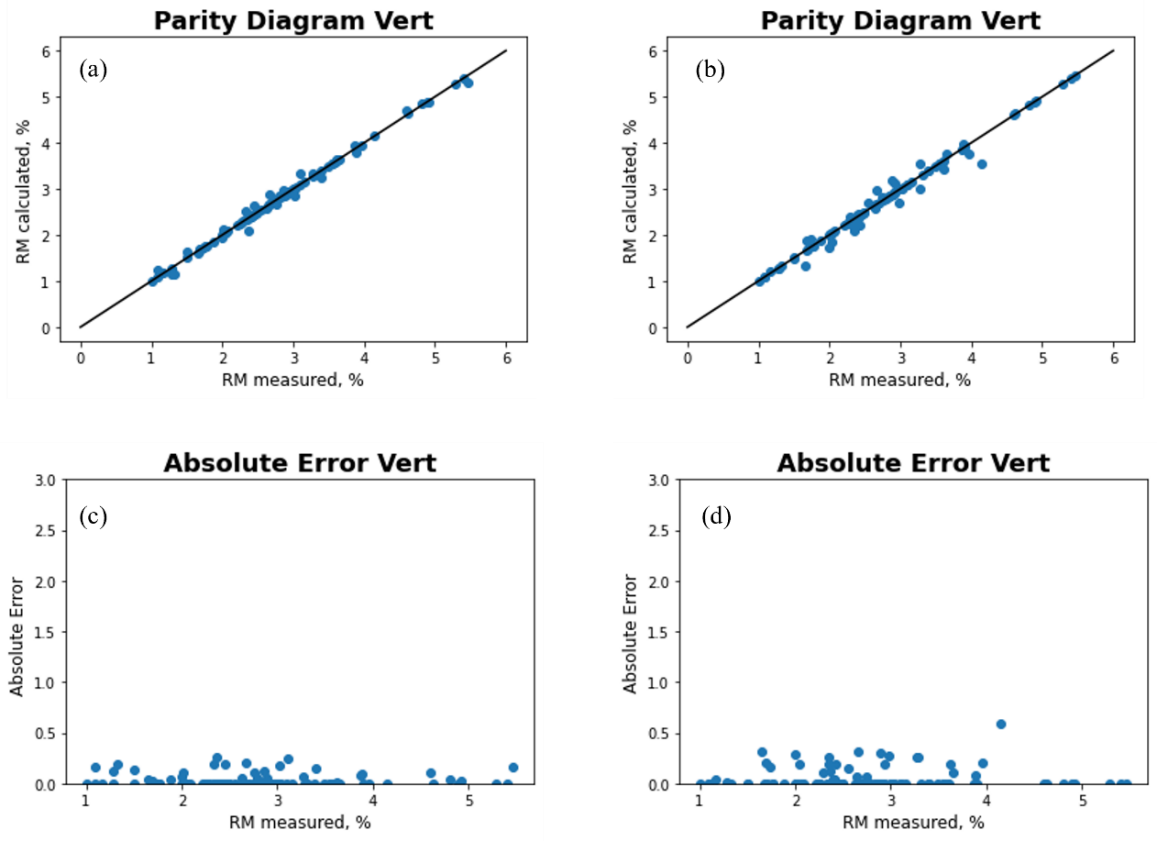 Parity Diagram Vert
(a)
6
5
4
3
2
1
0
RM calculated, %
0 1 2 3 4 5 6
RM measured, %
Parity Diagram Vert
(b)
6
5
4
3
2
1
0
RM calculated, %
0 1 2 3 4 5 6
RM measured, %
Absolute Error Vert
(c)
3.0
2.5
2.0
1.5
1.0
0.5
0.0
Absolute Error
1 2 3 4 5
RM measured, %
Absolute Error Vert
(d)
3.0
2.5
2.0
1.5
1.0
0.5
0.0
Absolute Error
1 2 3 4 5
RM measured, %